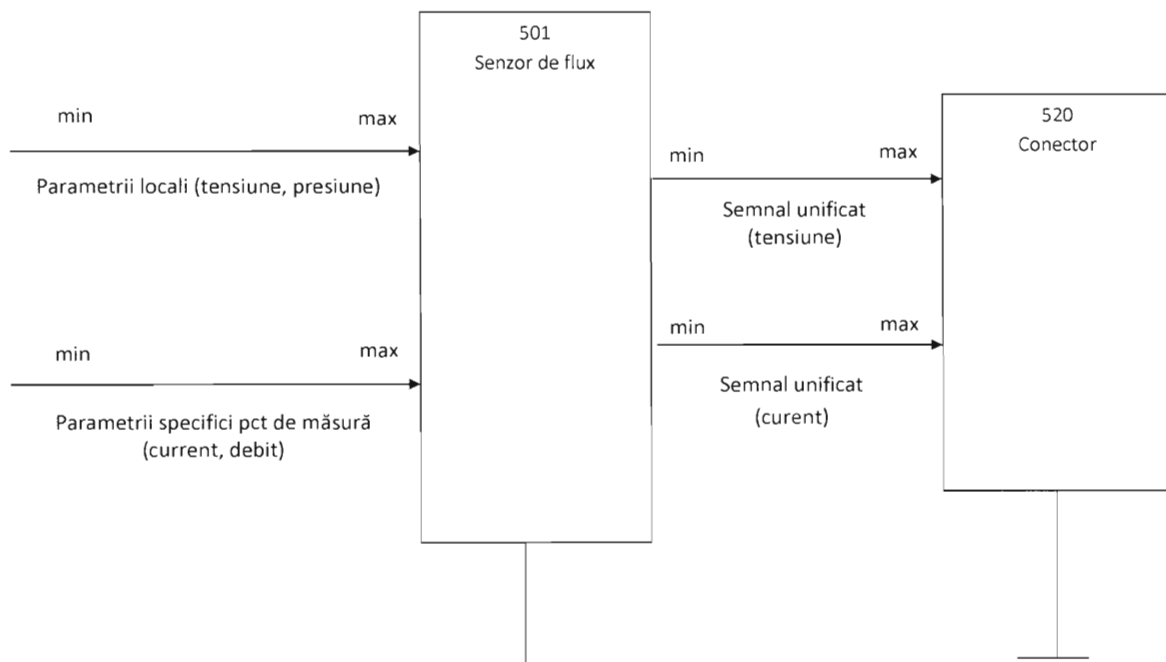 501
Senzor de flux
min max
Parametrii locali (tensiune, presiune)
min max
Parametrii specifici pct de măsură
(current, debit)
min max
Semnal unificat
(tensiune)
min max
Semnal unificat
(curent)
520
Conector